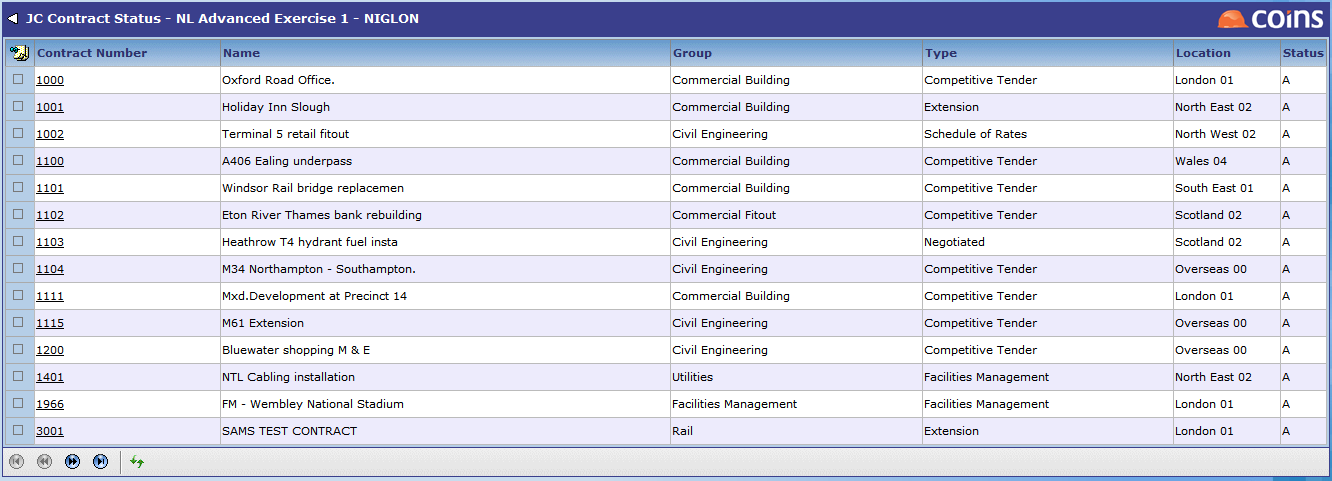 JC Contract Status - NL Advanced Exercise 1 - NIGLON
coins
Contract Number Name Group Type Location Status
1000 Oxford Road Office. Commercial Building Competitive Tender London 01 A
1001 Holiday Inn Slough Commercial Building Extension North East 02 A
1002 Terminal 5 retail fitout Civil Engineering Schedule of Rates North West 02 A
1100 A406 Ealing underpass Commercial Building Competitive Tender Wales 04 A
1101 Windsor Rail bridge replacemen Commercial Building Competitive Tender South East 01 A
1102 Eton River Thames bank rebuilding Commercial Fitout Competitive Tender Scotland 02 A
1103 Heathrow T4 hydrant fuel insta Civil Engineering Negotiated Scotland 02 A
1104 M34 Northampton - Southampton. Civil Engineering Competitive Tender Overseas 00 A
1111 Mxd.Development at Precinct 14 Commercial Building Competitive Tender London 01 A
1115 M61 Extension Civil Engineering Competitive Tender Overseas 00 A
1200 Bluewater shopping M & E Civil Engineering Competitive Tender Overseas 00 A
1401 NTL Cabling installation Utilities Facilities Management North East 02 A
1966 FM - Wembley National Stadium Facilities Management Facilities Management London 01 A
3001 SAMS TEST CONTRACT Rail Extension London 01 A